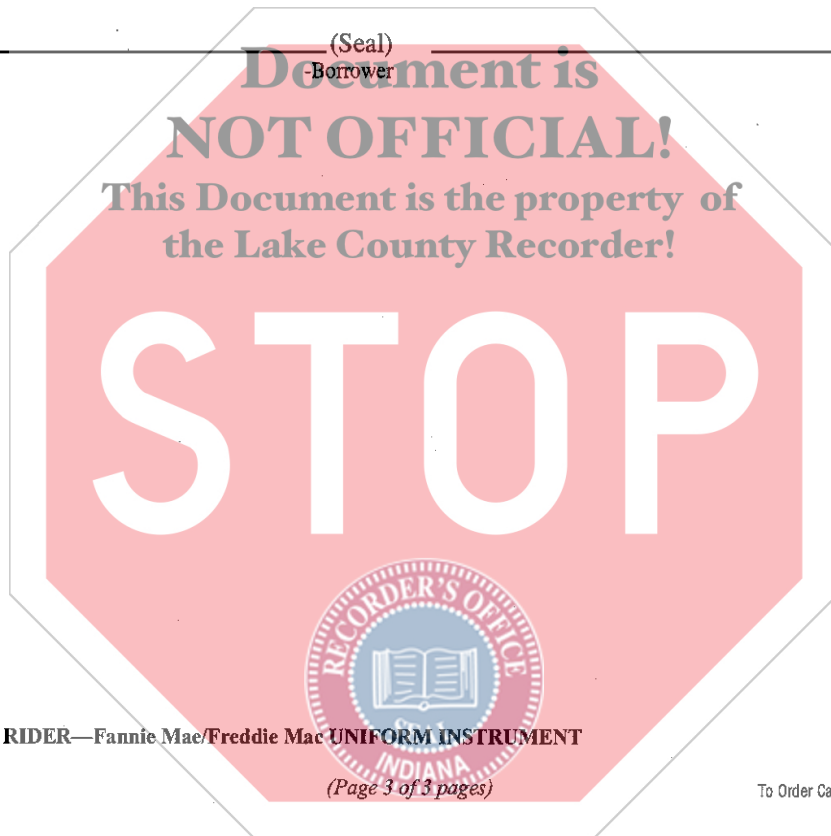 (Seal)
-Borrower
Document is
NOT OFFICIAL!
This Document is the property of
the Lake County Recorder!
STOP
RECORDER'S OFFICE
SEAL
INDIANA
RIDER—Fannie Mae/Freddie Mac UNIFORM INSTRUMENT
(Page 3 of 3 pages)
To Order Ca